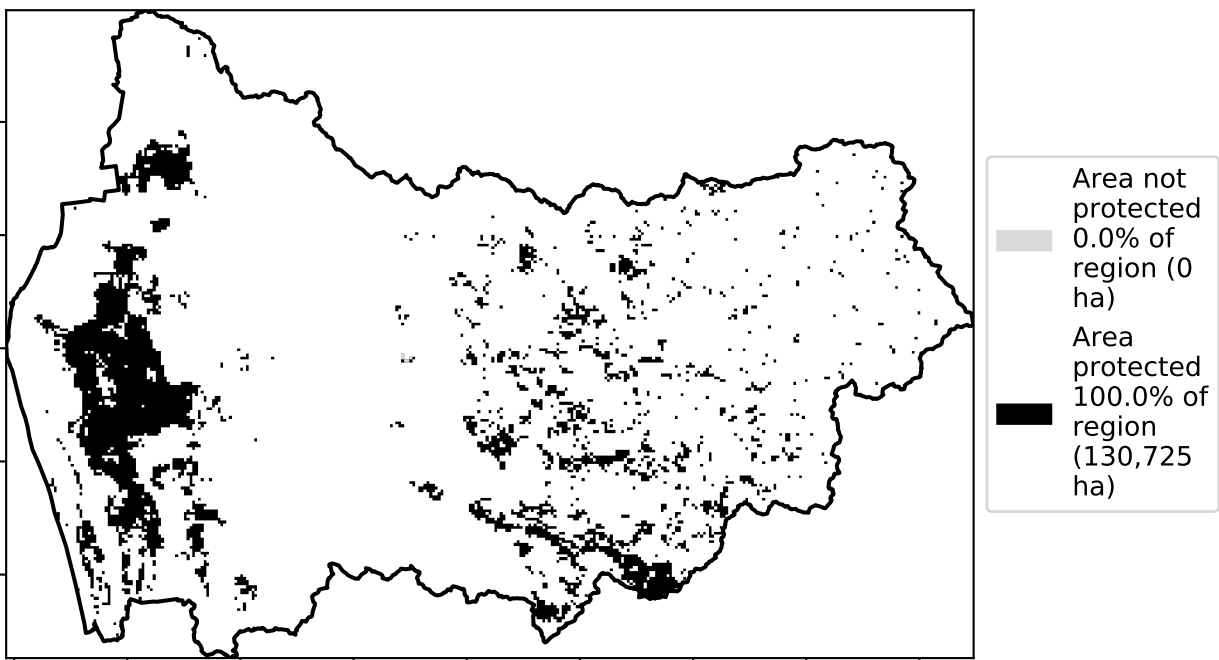 Area not
protected
0.0% of
region (0
ha)
Area
protected
100.0% of
region
(130,725
ha)